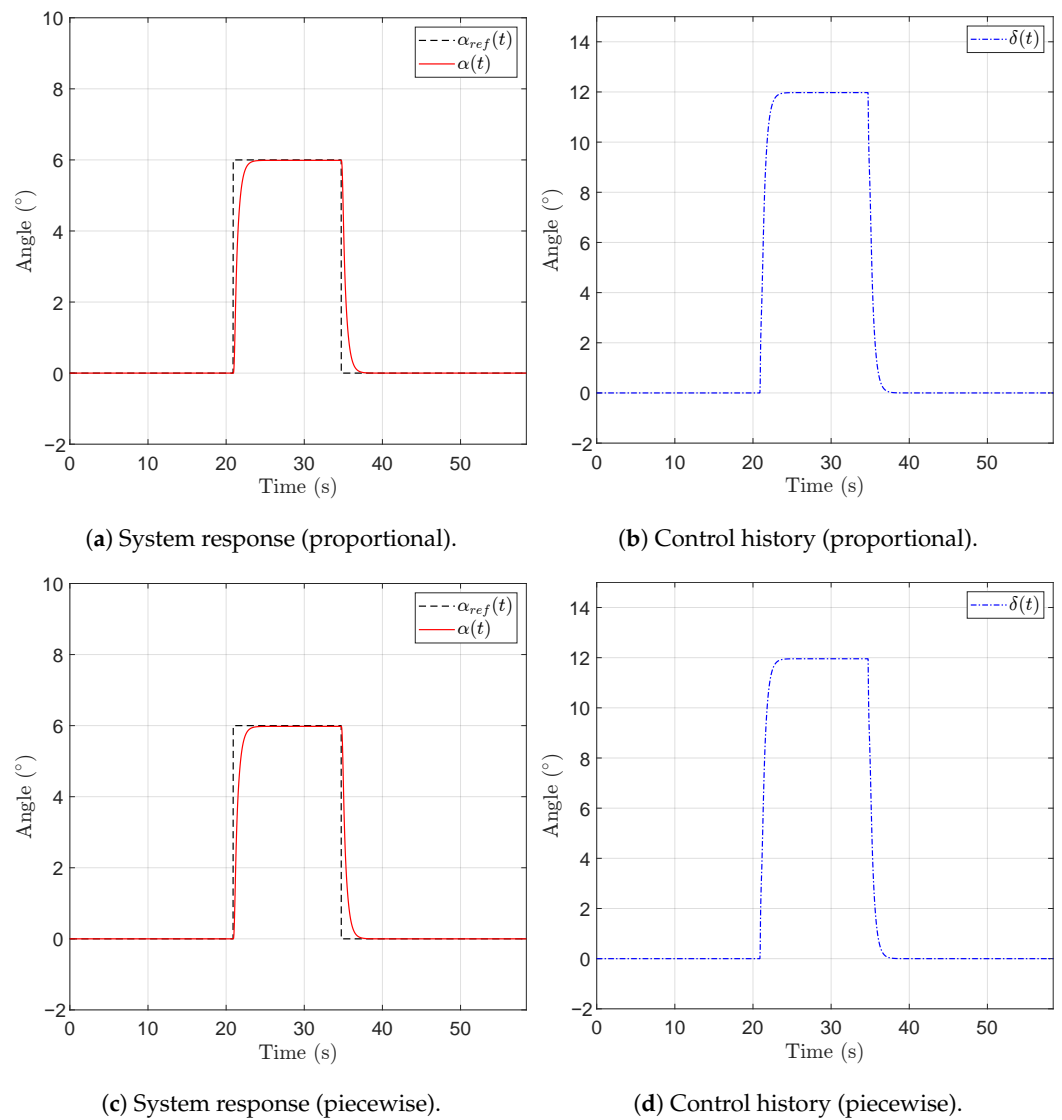 10
8
6
4
2
0
−2
Angle (°)
α_ref(t)
α(t)
0 10 20 30 40 50
Time (s)
(a) System response (proportional).
14
12
10
8
6
4
2
0
−2
Angle (°)
δ(t)
0 10 20 30 40 50
Time (s)
(b) Control history (proportional).
10
8
6
4
2
0
−2
Angle (°)
α_ref(t)
α(t)
0 10 20 30 40 50
Time (s)
(c) System response (piecewise).
14
12
10
8
6
4
2
0
−2
Angle (°)
δ(t)
0 10 20 30 40 50
Time (s)
(d) Control history (piecewise).